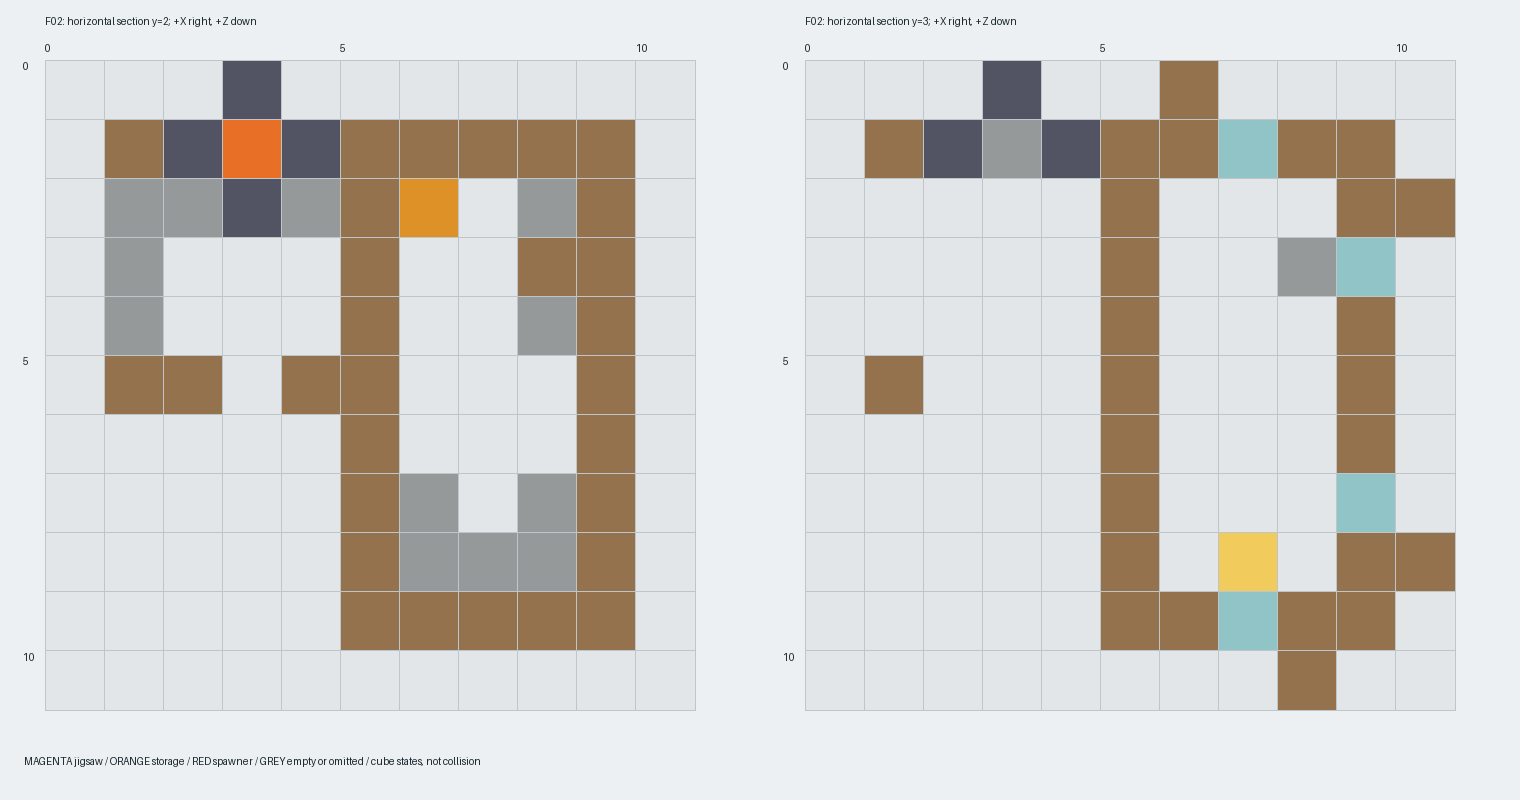 F02: horizontal section y=2; +X right, +Z down
F02: horizontal section y=3; +X right, +Z down
0 5 10
0 5 10
0
0
5
5
10
10
MAGENTA jigsaw / ORANGE storage / RED spawner / GREY empty or omitted / cube states, not collision